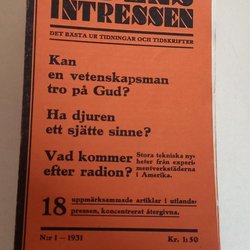 INTRESSEN
DET BÄSTA UR TIDNINGAR OCH TIDSKRIFTER
Kan
en vetenskapsman
tro på Gud?
Ha djuren
ett sjätte sinne?
Vad kommer
efter radion?
Stora tekniska ny-
heter från experi-
mentverkstäderna
i Amerika.
18 uppmärksammade artiklar i utlands-
pressen, koncentrerat återgivna.
N:r 1 — 1931 Kr. 1:50